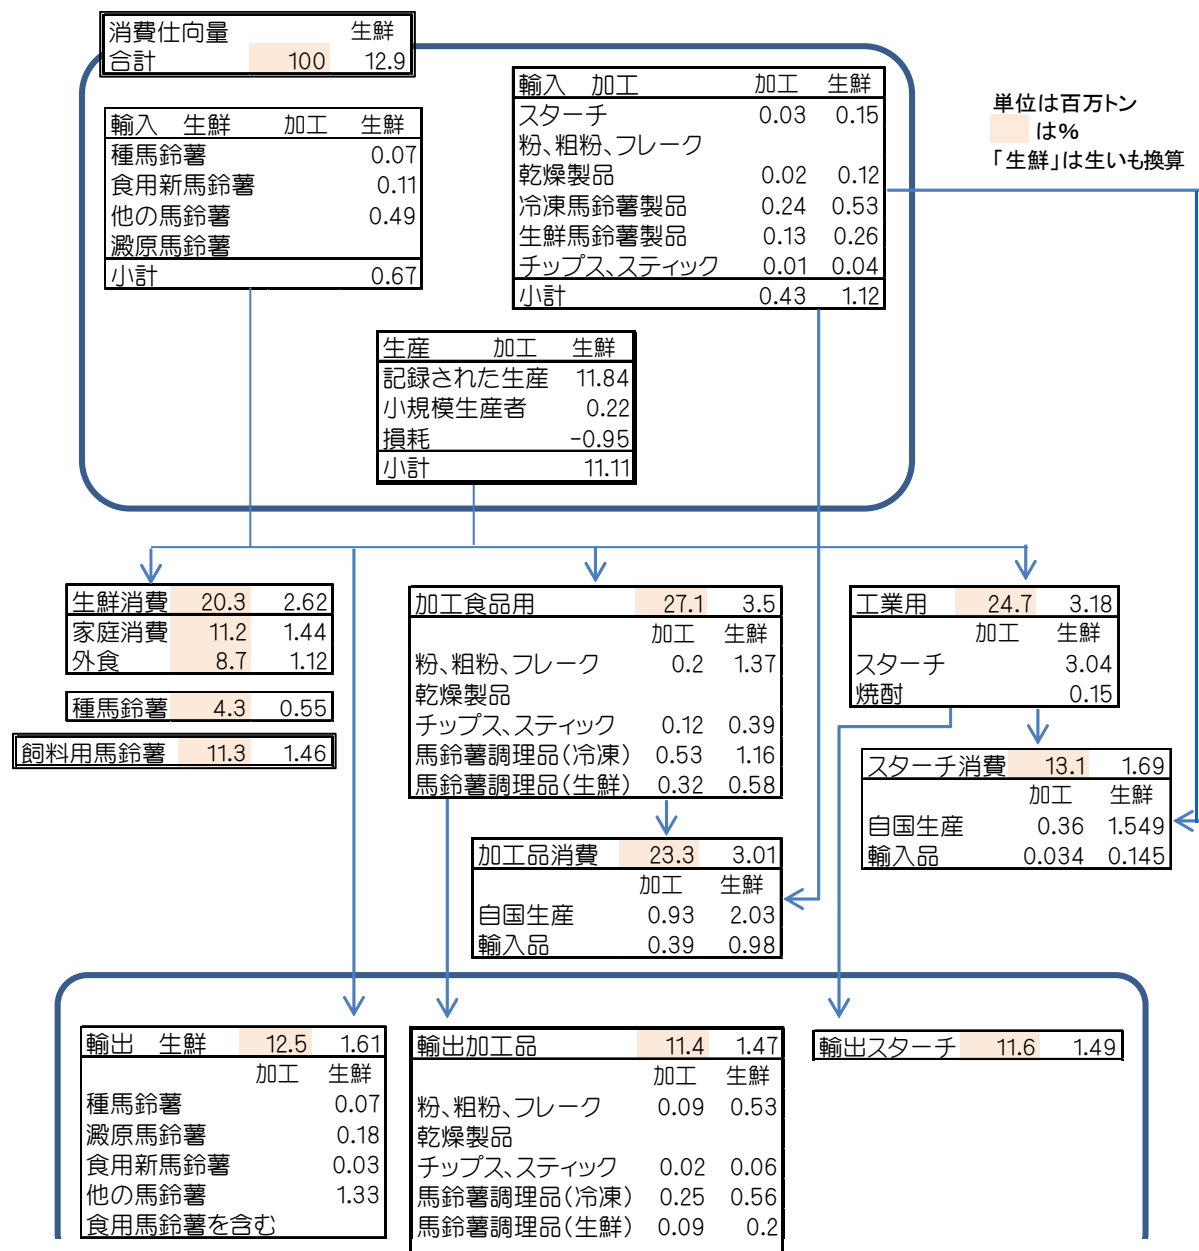 消費仕向量 生鮮
合計 100 12.9
輸入 加工 加工 生鮮
スターチ 0.03 0.15
粉、粗粉、フレーク
乾燥製品 0.02 0.12
冷凍馬鈴薯製品 0.24 0.53
生鮮馬鈴薯製品 0.13 0.26
チップス、スティック 0.01 0.04
小計 0.43 1.12
単位は百万トン
は%
「生鮮」は生いも換算
輸入 生鮮 加工 生鮮
種馬鈴薯 0.07
食用新馬鈴薯 0.11
他の馬鈴薯 0.49
澱原馬鈴薯
小計 0.67
生産 加工 生鮮
記録された生産 11.84
小規模生産者 0.22
損耗 -0.95
小計 11.11
生鮮消費 20.3 2.62
家庭消費 11.2 1.44
外食 8.7 1.12
種馬鈴薯 4.3 0.55
飼料用馬鈴薯 11.3 1.46
加工食品用 27.1 3.5
加工 生鮮
粉、粗粉、フレーク 0.2 1.37
乾燥製品
チップス、スティック 0.12 0.39
馬鈴薯調理品(冷凍) 0.53 1.16
馬鈴薯調理品(生鮮) 0.32 0.58
工業用 24.7 3.18
加工 生鮮
スターチ 3.04
焼酎 0.15
スターチ消費 13.1 1.69
加工 生鮮
自国生産 0.36 1.549
輸入品 0.034 0.145
加工品消費 23.3 3.01
加工 生鮮
自国生産 0.93 2.03
輸入品 0.39 0.98
輸出 生鮮 12.5 1.61
加工 生鮮
種馬鈴薯 0.07
澱原馬鈴薯 0.18
食用新馬鈴薯 0.03
他の馬鈴薯 1.33
食用馬鈴薯を含む
輸出加工品 11.4 1.47
加工 生鮮
粉、粗粉、フレーク 0.09 0.53
乾燥製品
チップス、スティック 0.02 0.06
馬鈴薯調理品(冷凍) 0.25 0.56
馬鈴薯調理品(生鮮) 0.09 0.2
輸出スターチ 11.6 1.49